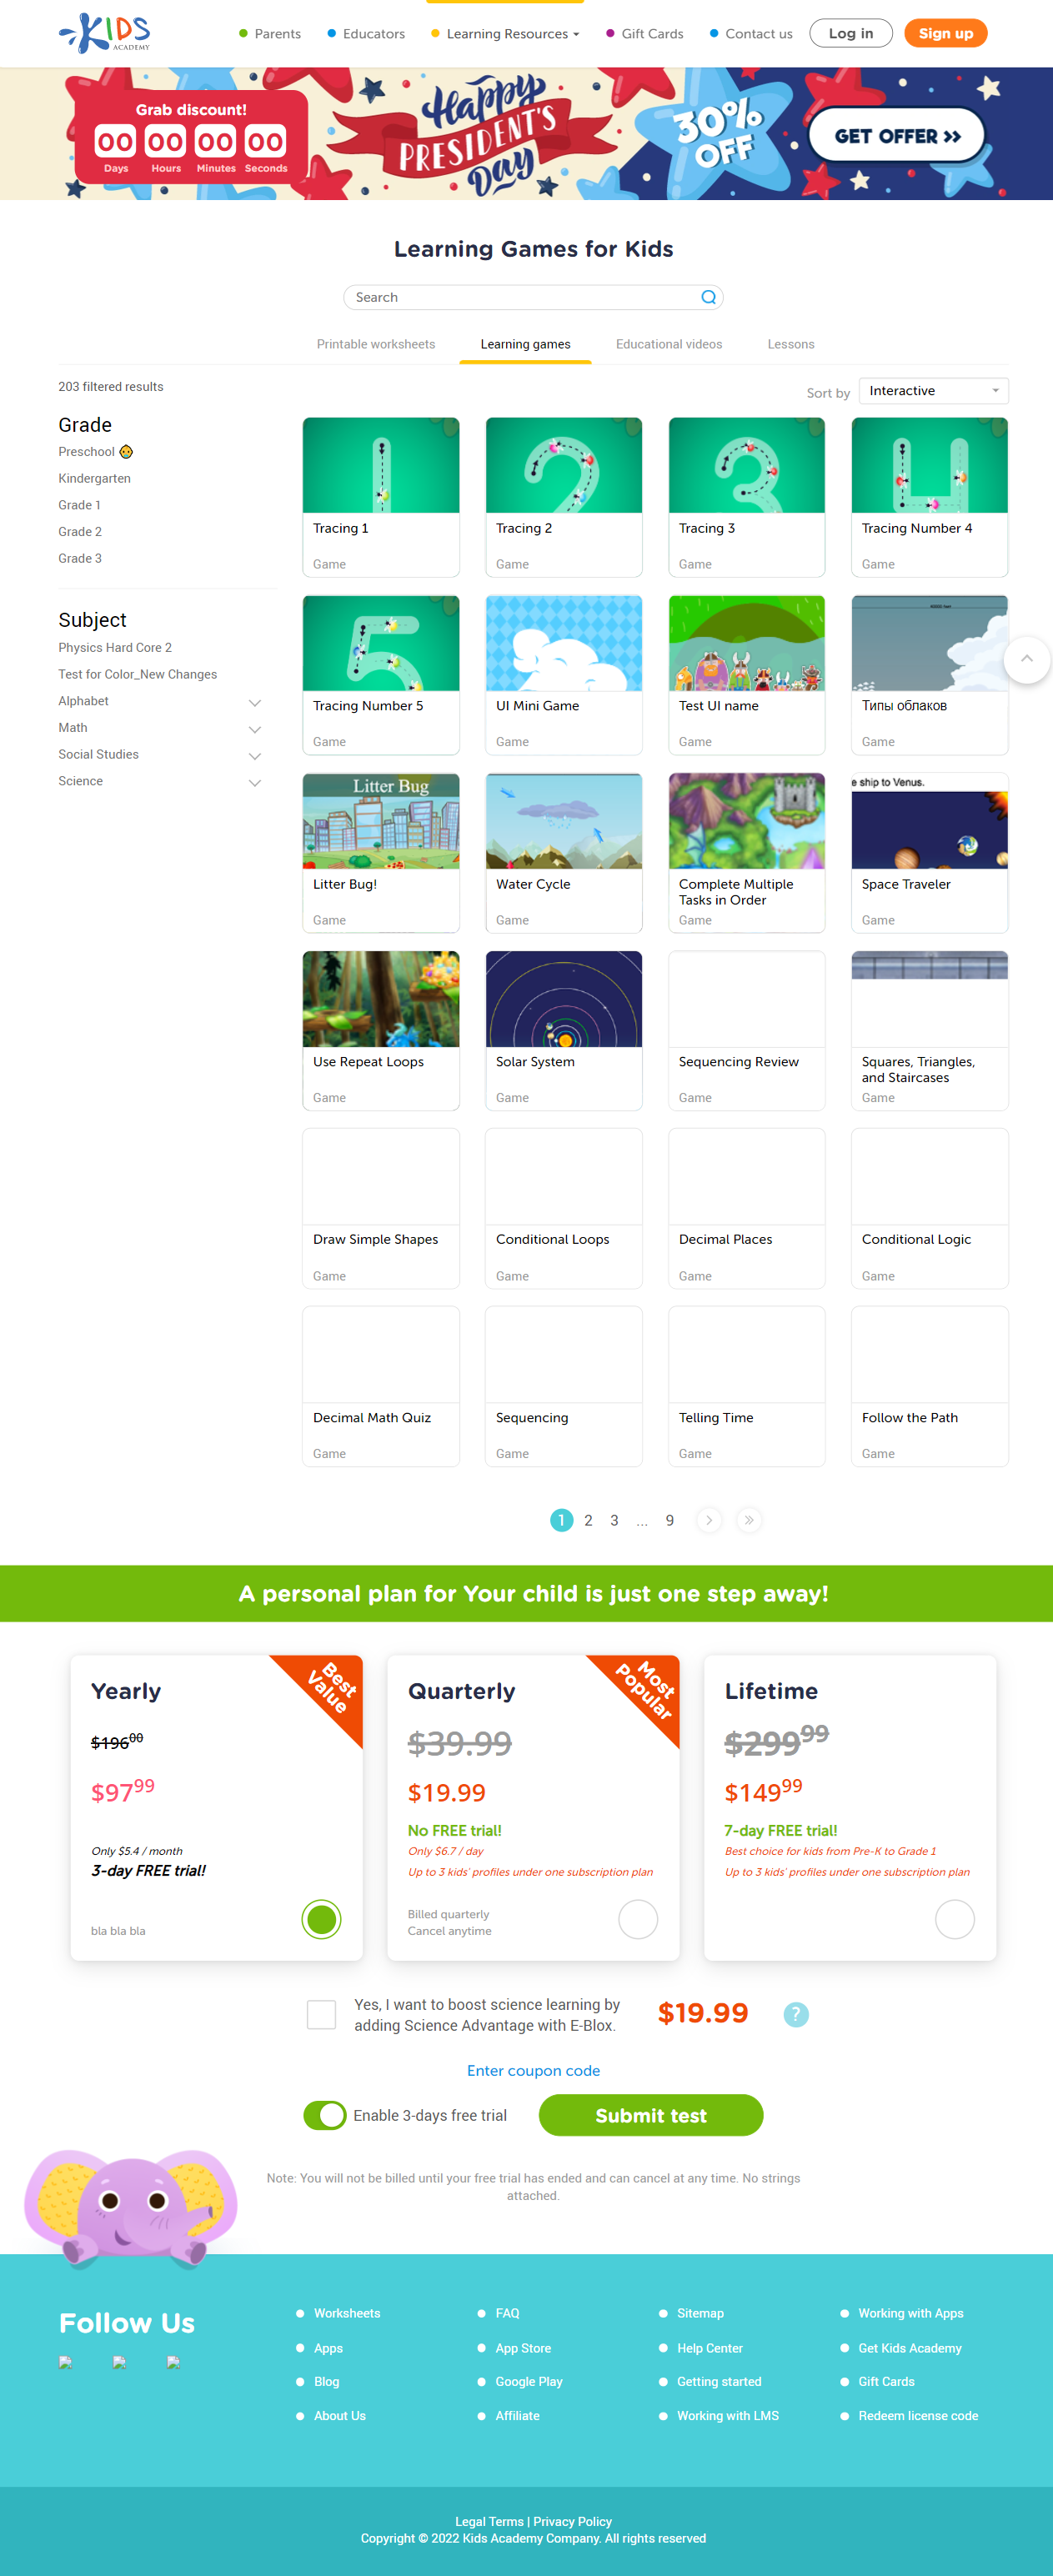 KIDS
ACADEMY
Parents
Educators
Learning Resources
Gift Cards
Contact us
Log in
Sign up
Grab discount!
00 00 00 00
Days Hours Minutes Seconds
Happy
PRESIDENT'S
Day
30%
OFF
GET OFFER >>
Learning Games for Kids
Search
Printable worksheets
Learning games
Educational videos
Lessons
203 filtered results
Sort by
Interactive
Grade
Preschool
Kindergarten
Grade 1
Grade 2
Grade 3
Subject
Physics Hard Core 2
Test for Color_New Changes
Alphabet
Math
Social Studies
Science
Tracing 1
Game
Tracing 2
Game
Tracing 3
Game
Tracing Number 4
Game
Tracing Number 5
Game
UI Mini Game
Game
Test UI name
Game
Типы облаков
Game
Litter Bug
Litter Bug!
Game
Water Cycle
Game
Complete Multiple
Tasks in Order
Game
e ship to Venus.
Space Traveler
Game
Use Repeat Loops
Game
Solar System
Game
Sequencing Review
Game
Squares, Triangles,
and Staircases
Game
Draw Simple Shapes
Game
Conditional Loops
Game
Decimal Places
Game
Conditional Logic
Game
Decimal Math Quiz
Game
Sequencing
Game
Telling Time
Game
Follow the Path
Game
1 2 3 ... 9
A personal plan for Your child is just one step away!
Yearly
Best
Value
$19600
$9799
Only $5.4 / month
3-day FREE trial!
bla bla bla
Quarterly
Most
Popular
$39.99
$19.99
No FREE trial!
Only $6.7 / day
Up to 3 kids' profiles under one subscription plan
Billed quarterly
Cancel anytime
Lifetime
$29999
$14999
7-day FREE trial!
Best choice for kids from Pre-K to Grade 1
Up to 3 kids' profiles under one subscription plan
Yes, I want to boost science learning by
adding Science Advantage with E-Blox.
$19.99
?
Enter coupon code
Enable 3-days free trial
Submit test
Note: You will not be billed until your free trial has ended and can cancel at any time. No strings
attached.
Follow Us
Worksheets
Apps
Blog
About Us
FAQ
App Store
Google Play
Affiliate
Sitemap
Help Center
Getting started
Working with LMS
Working with Apps
Get Kids Academy
Gift Cards
Redeem license code
Legal Terms | Privacy Policy
Copyright © 2022 Kids Academy Company. All rights reserved